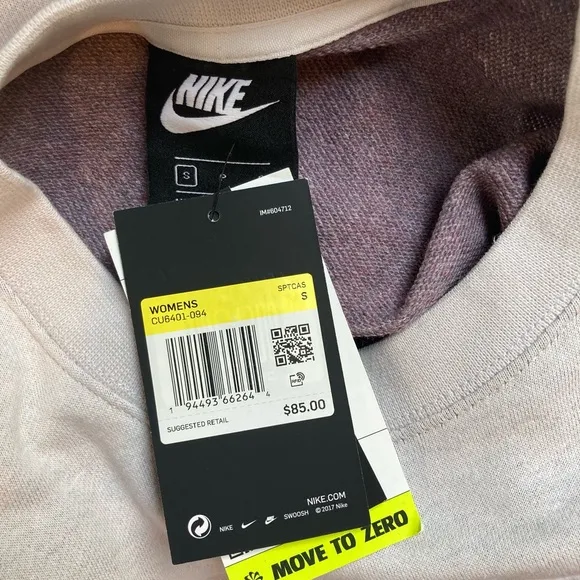 NIKE
S
IM#604712
WOMENS
SPTCAS
CU6401-094
S
1 94493 66264 4
RFID
$85.00
SUGGESTED RETAIL
NIKE.COM
NIKE SWOOSH © 2017 Nike
MOVE TO ZERO